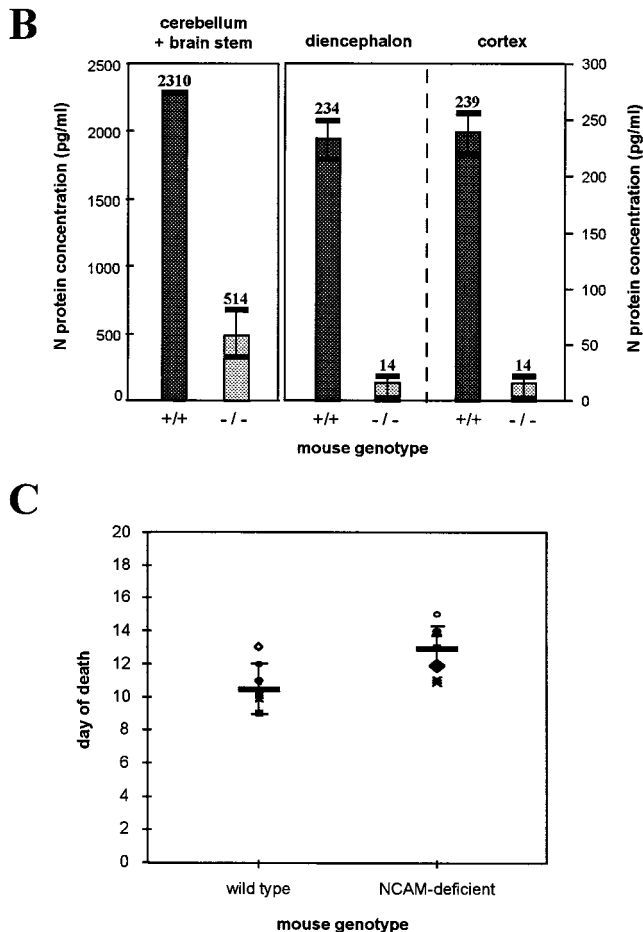 B
cerebellum
+ brain stem
diencephalon
cortex
N protein concentration (pg/ml)
2500
2000
1500
1000
500
0
2310
514
234
14
239
14
300
250
200
150
100
50
0
N protein concentration (pg/ml)
+/+
- / -
+/+
- / -
+/+
- / -
mouse genotype
C
day of death
20
18
16
14
12
10
8
6
4
2
0
wild type
NCAM-deficient
mouse genotype